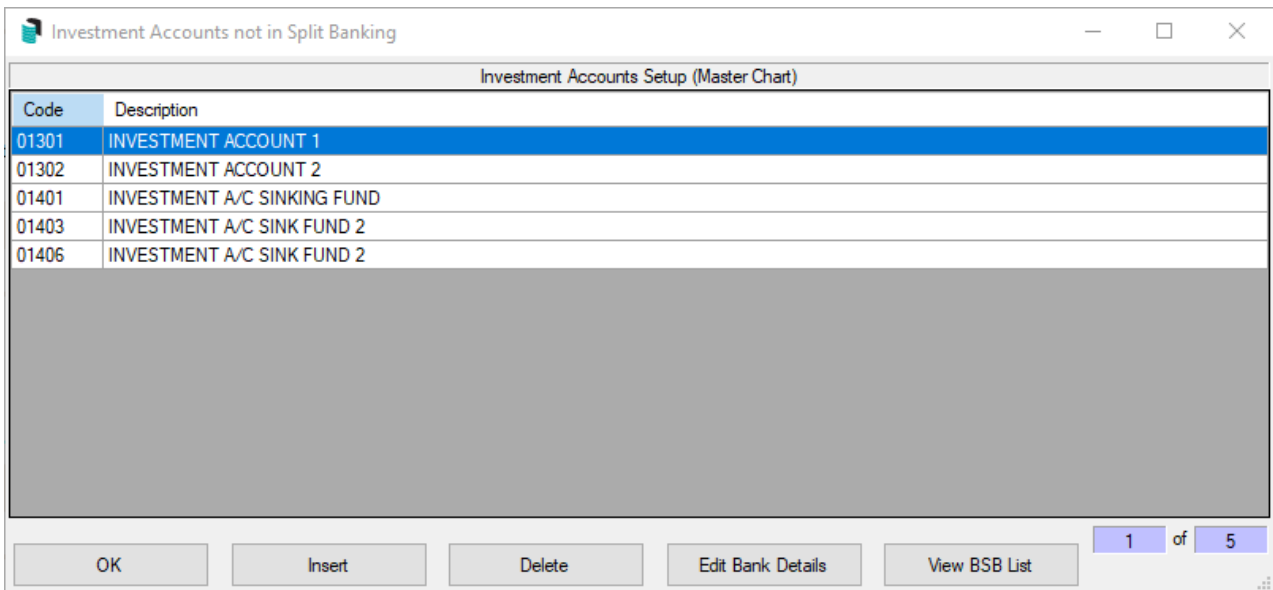 Investment Accounts not in Split Banking
Investment Accounts Setup (Master Chart)
Code Description
01301 INVESTMENT ACCOUNT 1
01302 INVESTMENT ACCOUNT 2
01401 INVESTMENT A/C SINKING FUND
01403 INVESTMENT A/C SINK FUND 2
01406 INVESTMENT A/C SINK FUND 2
1 of 5
OK Insert Delete Edit Bank Details View BSB List